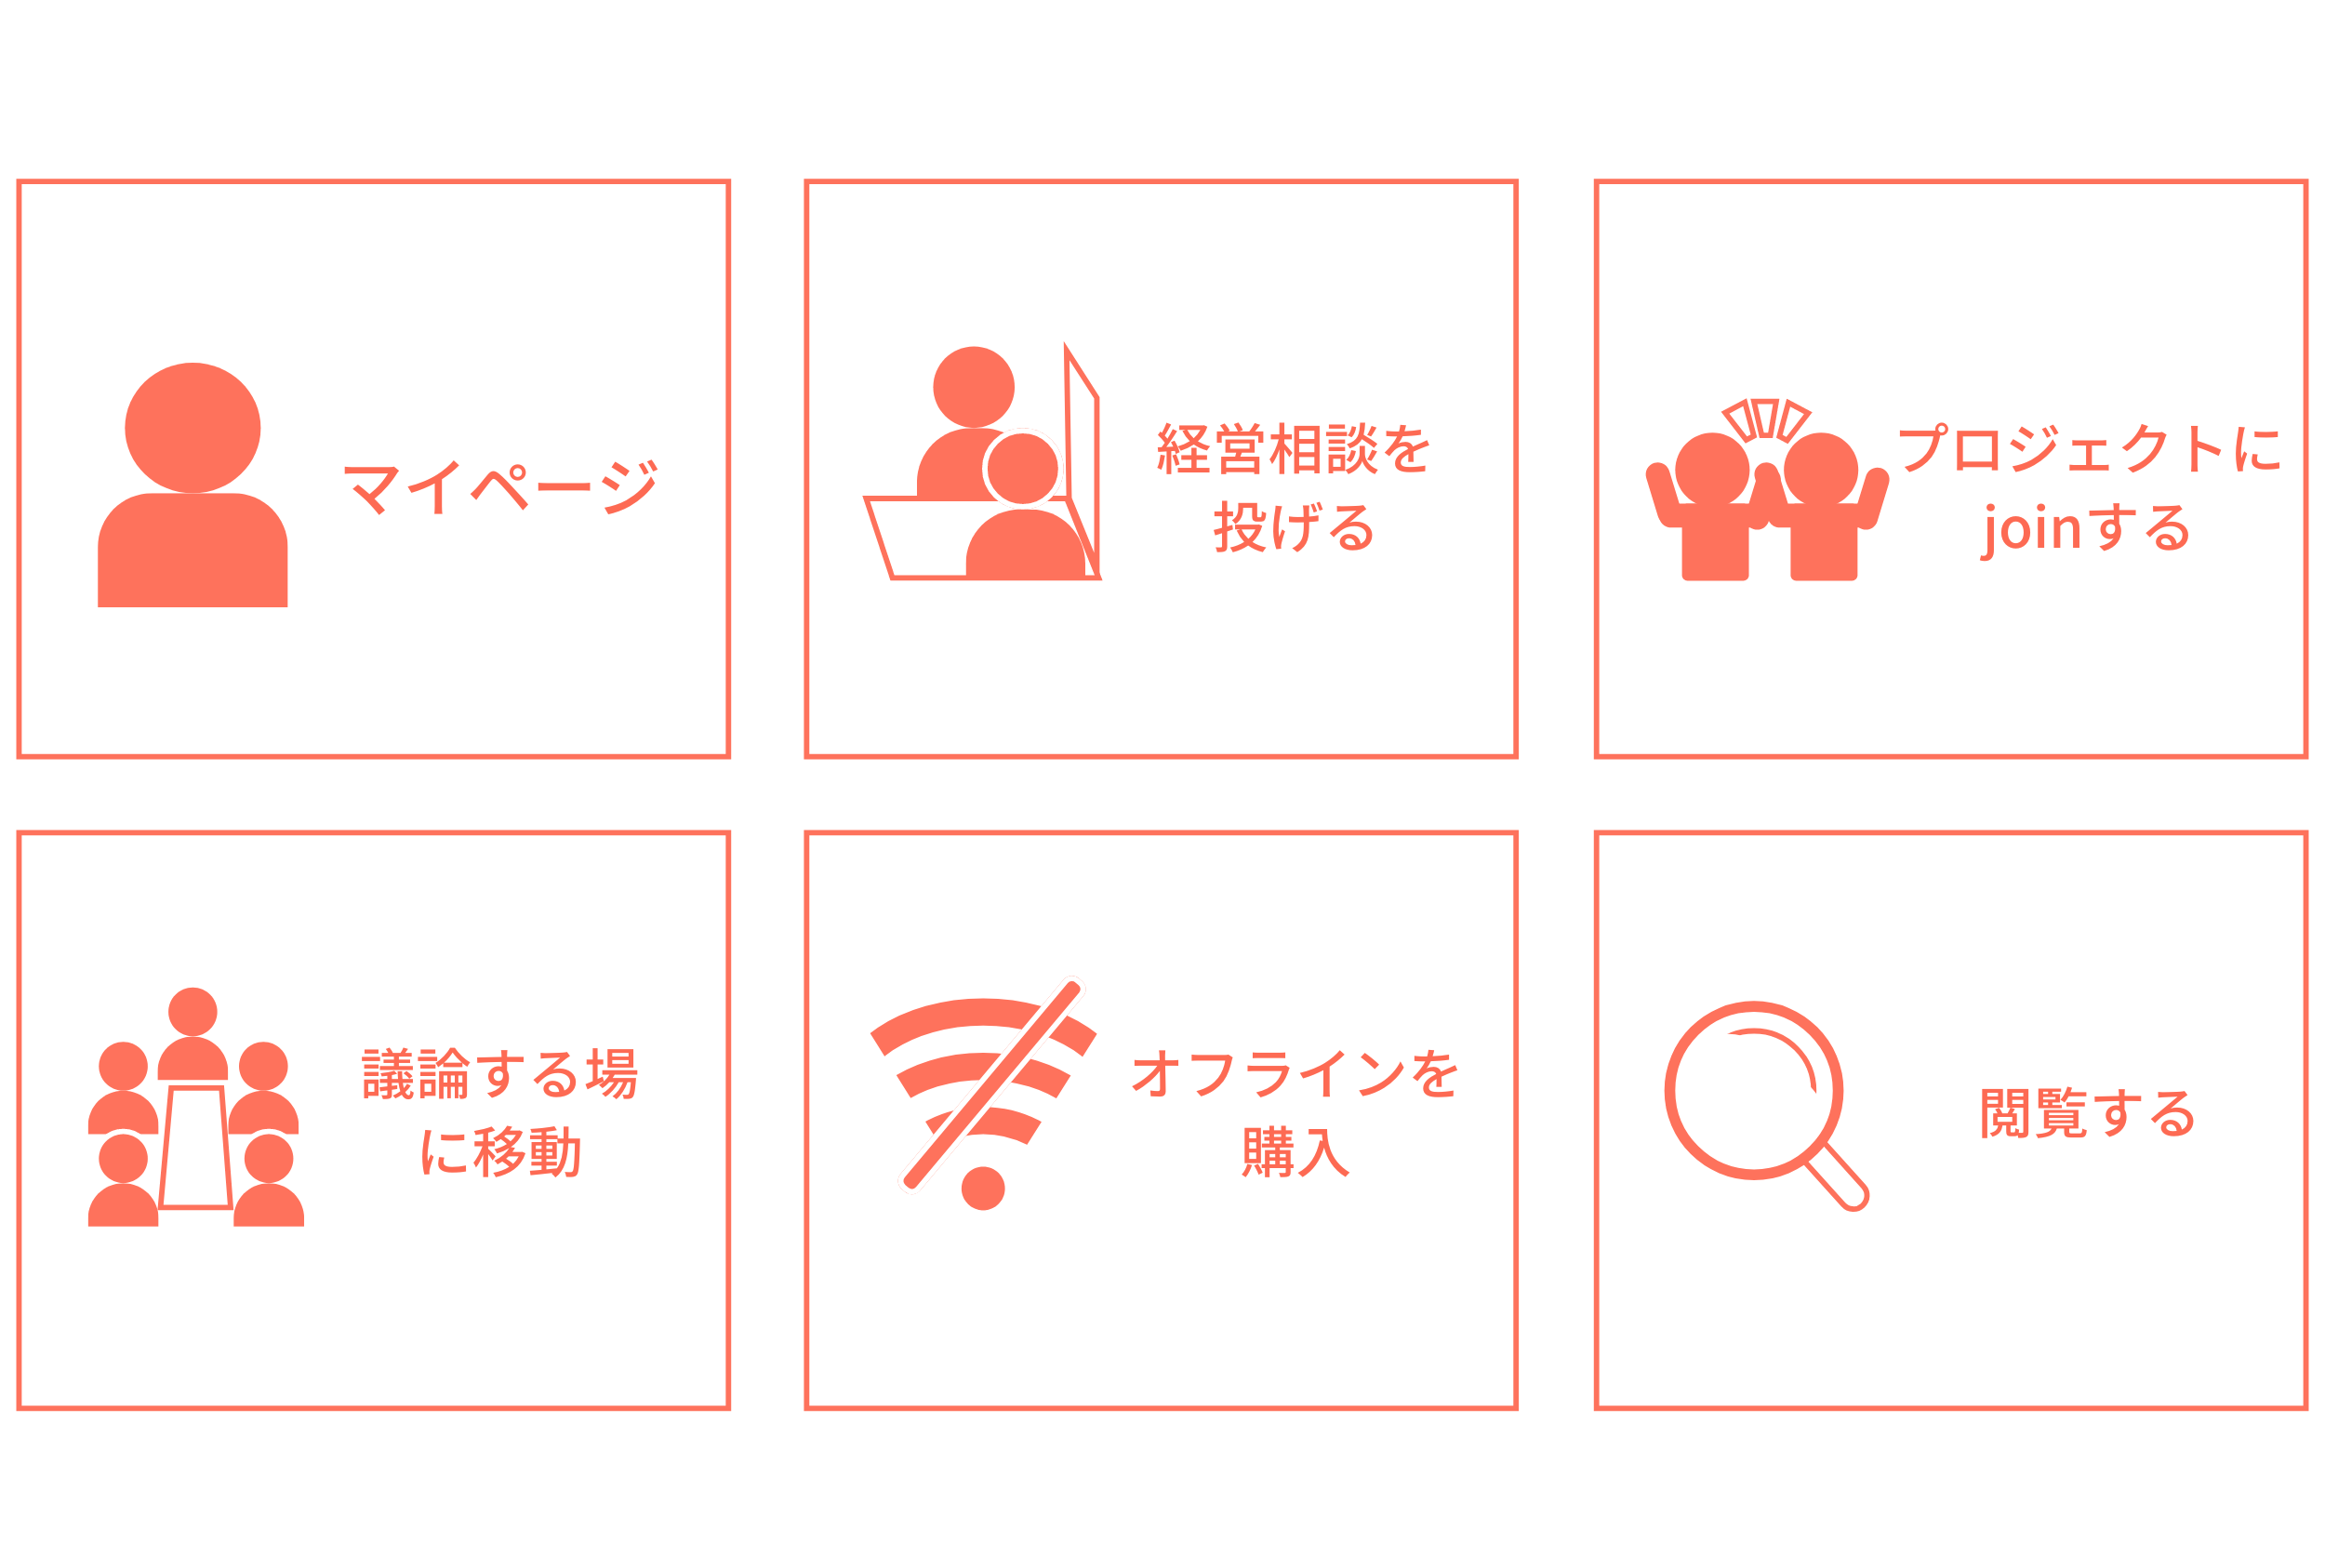 マイページ
経営相談を
投げる
プロジェクトに
joinする
議論する場
に移動
オフラインを
購入
閲覧する